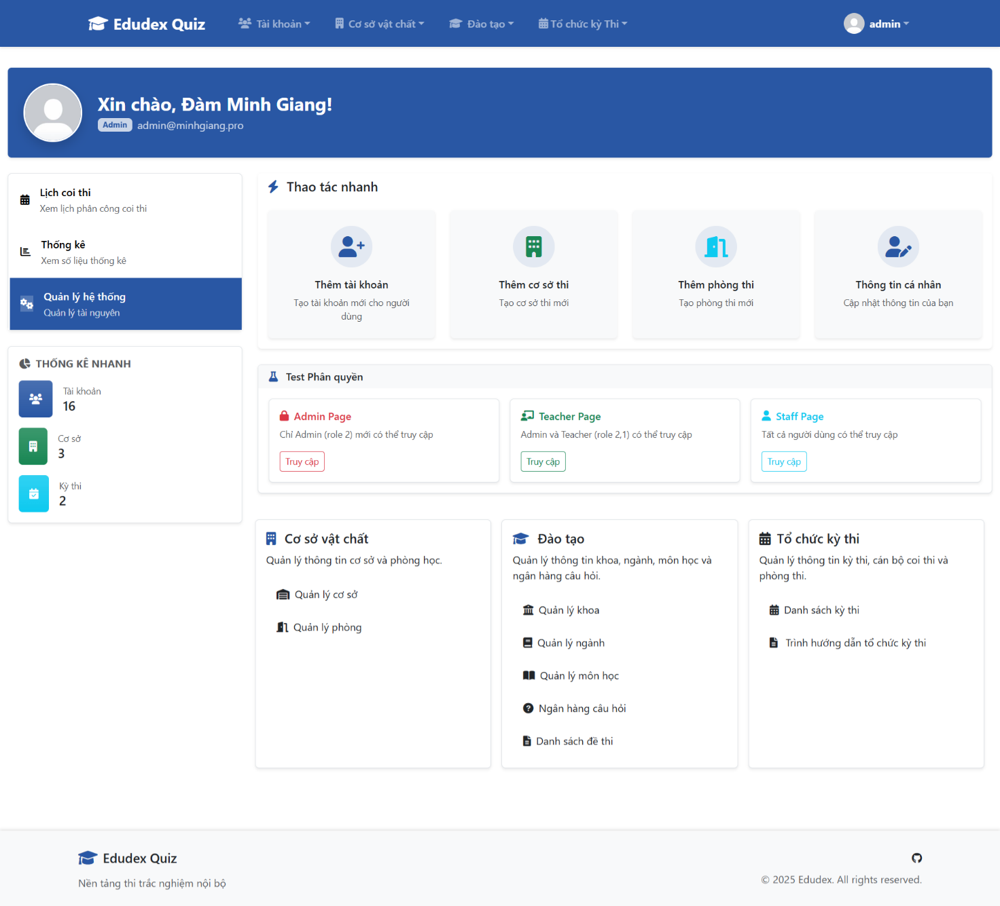 Edudex Quiz
Tài khoản
Cơ sở vật chất
Đào tạo
Tổ chức kỳ Thi
admin
Xin chào, Đàm Minh Giang!
Admin admin@minhgiang.pro
Lịch coi thi
Xem lịch phân công coi thi
Thống kê
Xem số liệu thống kê
Quản lý hệ thống
Quản lý tài nguyên
THỐNG KÊ NHANH
Tài khoản
16
Cơ sở
3
Kỳ thi
2
Thao tác nhanh
Thêm tài khoản
Tạo tài khoản mới cho người
dùng
Thêm cơ sở thi
Tạo cơ sở thi mới
Thêm phòng thi
Tạo phòng thi mới
Thông tin cá nhân
Cập nhật thông tin của bạn
Test Phân quyền
Admin Page
Chỉ Admin (role 2) mới có thể truy cập
Truy cập
Teacher Page
Admin và Teacher (role 2,1) có thể truy cập
Truy cập
Staff Page
Tất cả người dùng có thể truy cập
Truy cập
Cơ sở vật chất
Quản lý thông tin cơ sở và phòng học.
Quản lý cơ sở
Quản lý phòng
Đào tạo
Quản lý thông tin khoa, ngành, môn học và
ngân hàng câu hỏi.
Quản lý khoa
Quản lý ngành
Quản lý môn học
Ngân hàng câu hỏi
Danh sách đề thi
Tổ chức kỳ thi
Quản lý thông tin kỳ thi, cán bộ coi thi và
phòng thi.
Danh sách kỳ thi
Trình hướng dẫn tổ chức kỳ thi
Edudex Quiz
Nền tảng thi trắc nghiệm nội bộ
© 2025 Edudex. All rights reserved.